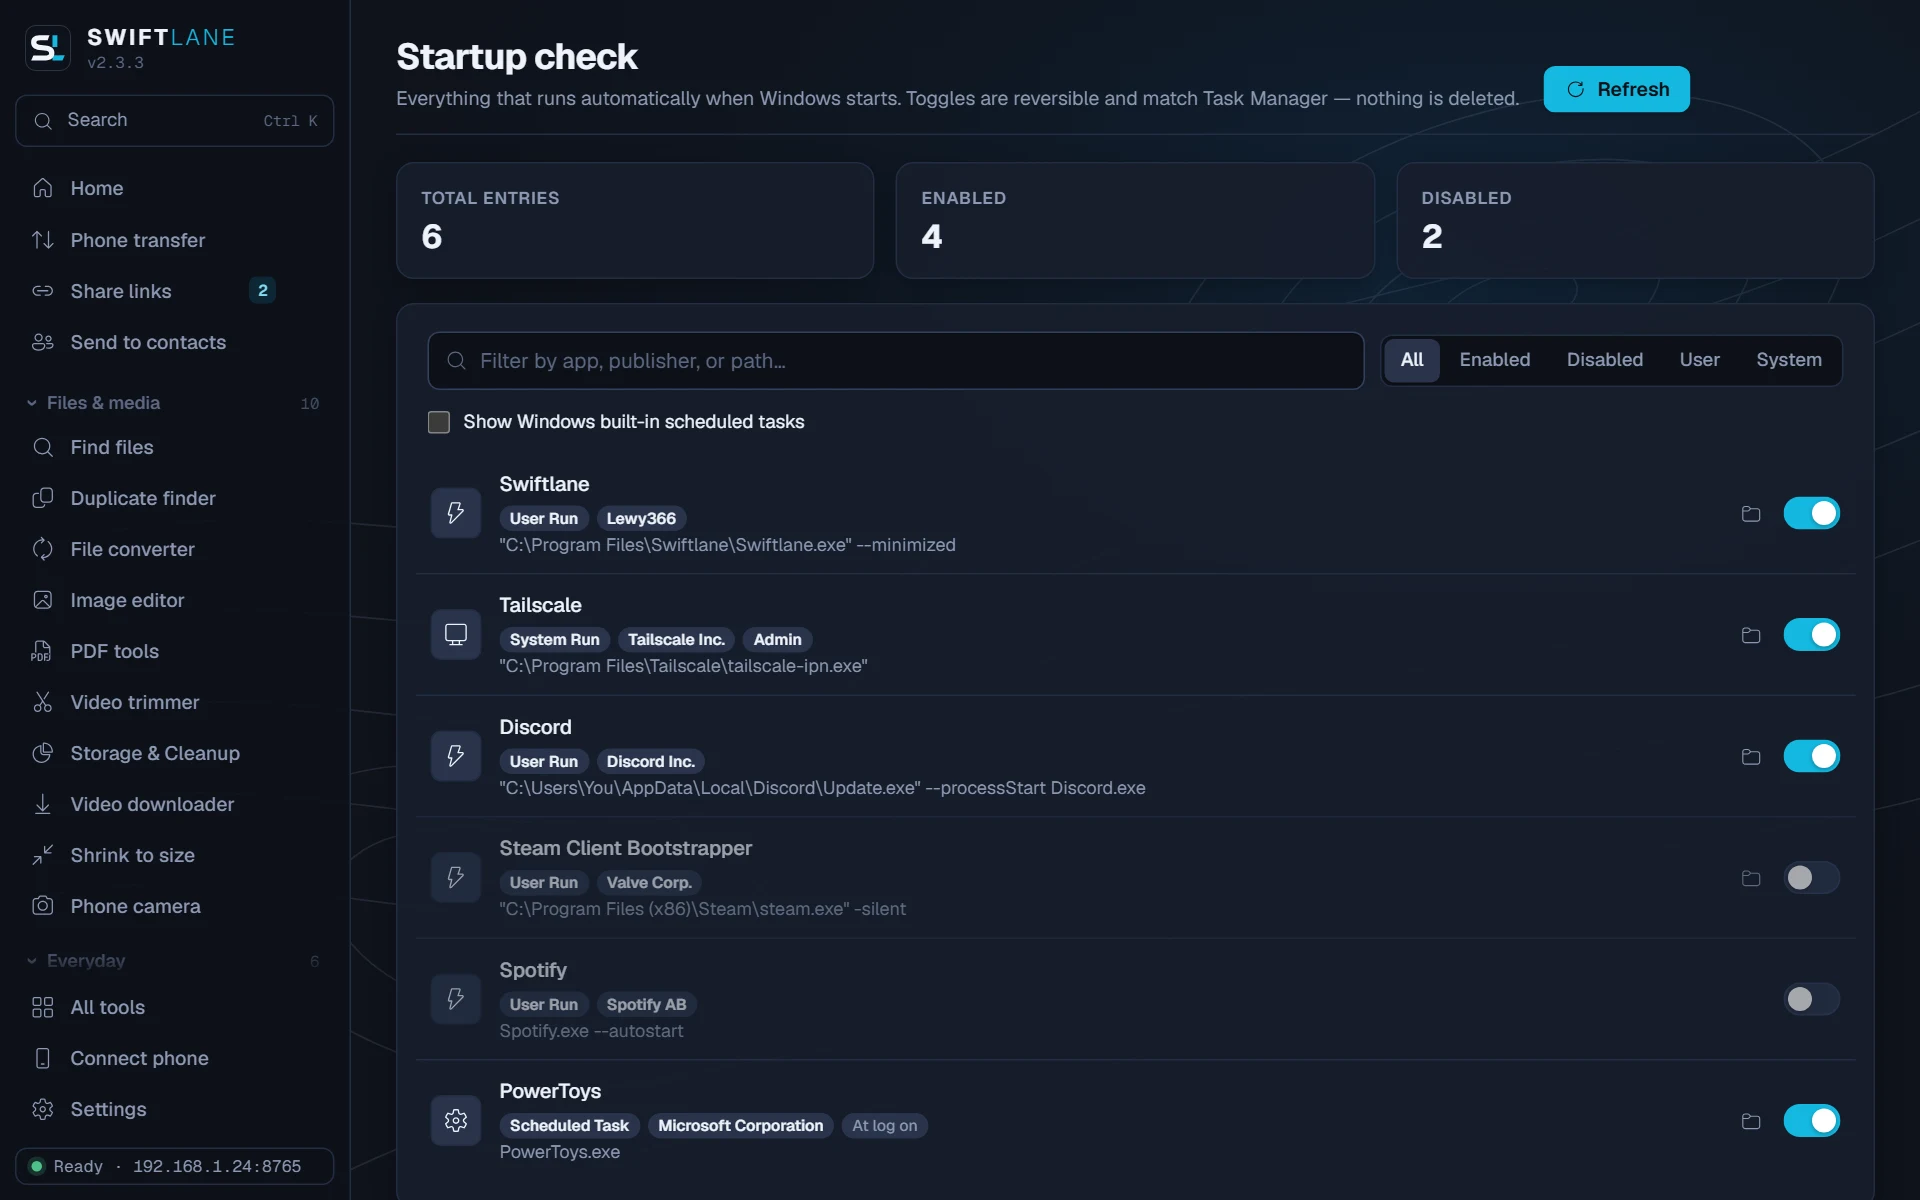 SWIFTLANE
v2.3.3
Search Ctrl K
Home
Phone transfer
Share links 2
Send to contacts
Files & media 10
Find files
Duplicate finder
File converter
Image editor
PDF PDF tools
Video trimmer
Storage & Cleanup
Video downloader
Shrink to size
Phone camera
Everyday 6
All tools
Connect phone
Settings
Ready · 192.168.1.24:8765
Startup check
Everything that runs automatically when Windows starts. Toggles are reversible and match Task Manager — nothing is deleted.
Refresh
TOTAL ENTRIES
6
ENABLED
4
DISABLED
2
Filter by app, publisher, or path...
All Enabled Disabled User System
Show Windows built-in scheduled tasks
Swiftlane
User Run Lewy366
"C:\Program Files\Swiftlane\Swiftlane.exe" --minimized
Tailscale
System Run Tailscale Inc. Admin
"C:\Program Files\Tailscale\tailscale-ipn.exe"
Discord
User Run Discord Inc.
"C:\Users\You\AppData\Local\Discord\Update.exe" --processStart Discord.exe
Steam Client Bootstrapper
User Run Valve Corp.
"C:\Program Files (x86)\Steam\steam.exe" -silent
Spotify
User Run Spotify AB
Spotify.exe --autostart
PowerToys
Scheduled Task Microsoft Corporation At log on
PowerToys.exe